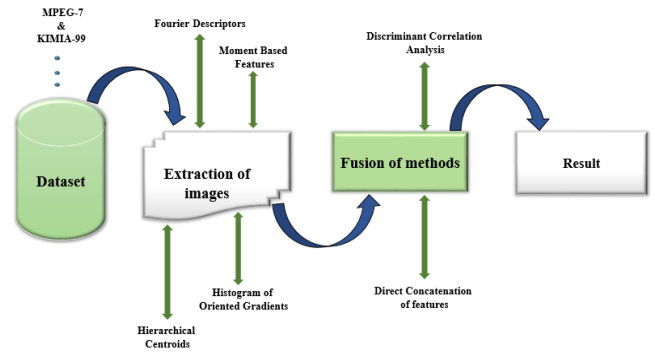 MPEG-7
&
KIMIA-99
Dataset
Fourier Descriptors
Moment Based
Features
Extraction of
images
Hierarchical
Centroids
Histogram of
Oriented Gradients
Discriminant Correlation
Analysis
Fusion of methods
Direct Concatenation
of features
Result